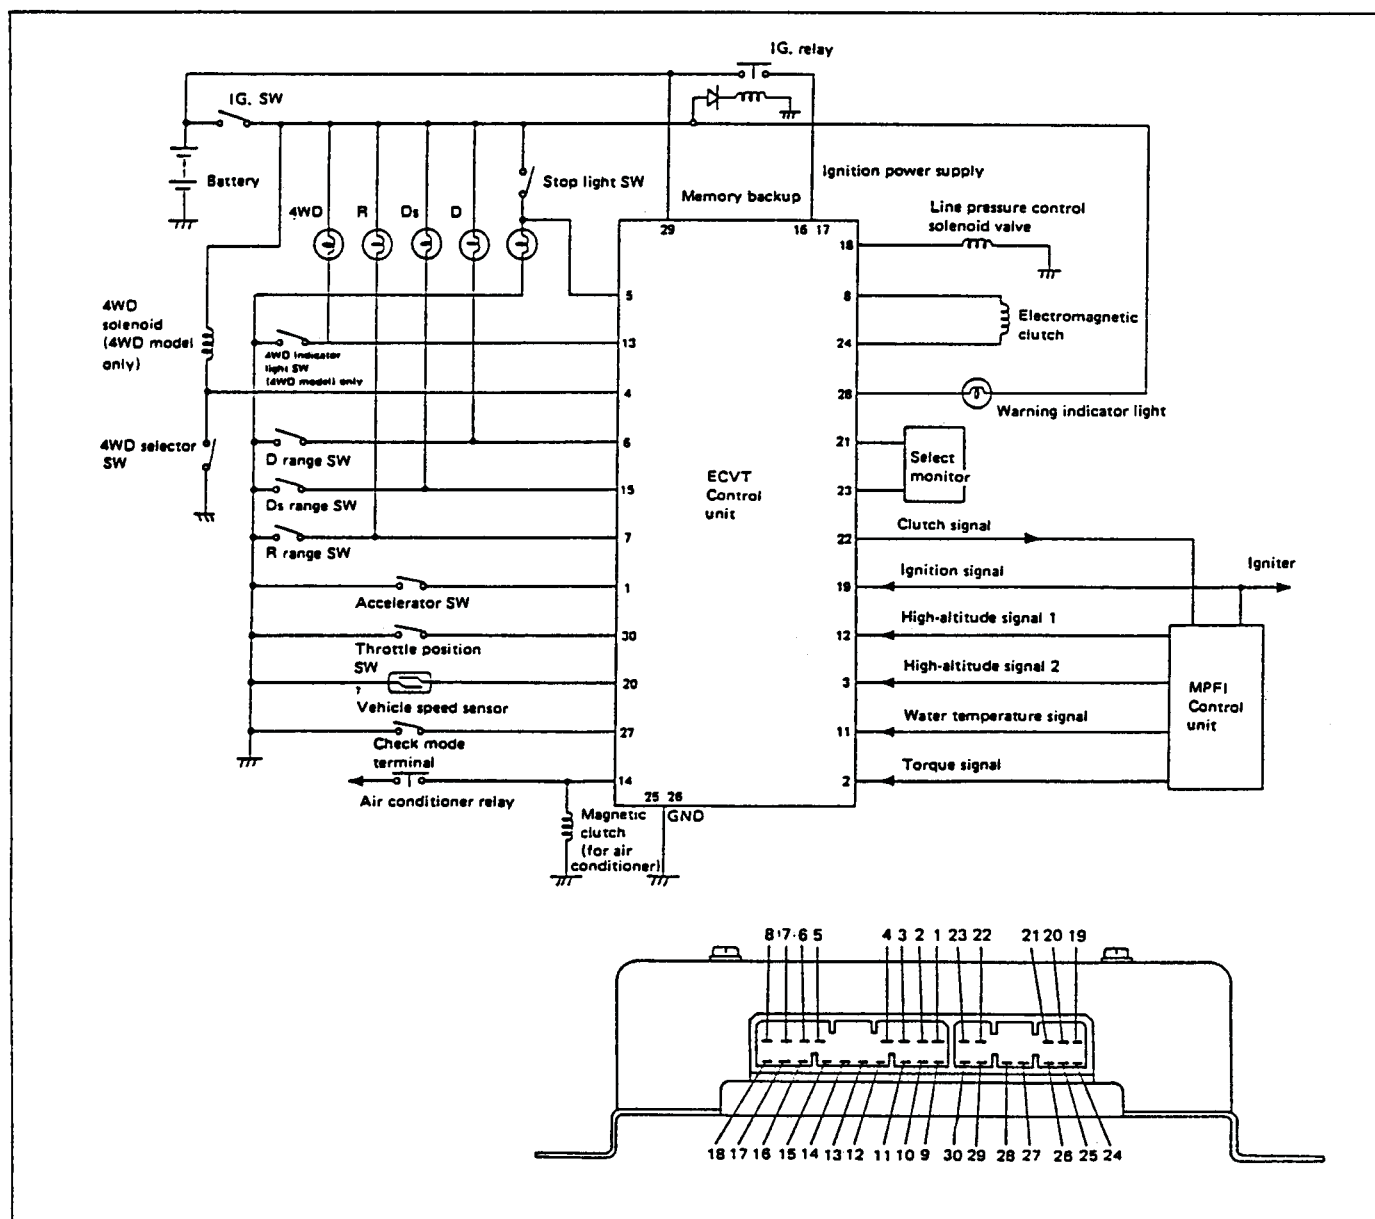 IG. relay
IG. SW
Battery
Stop light SW
Ignition power supply
Memory backup
4WD R Ds D
29
16 17
Line pressure control
solenoid valve
18
4WD
solenoid
(4WD model
only)
5
8
Electromagnetic
clutch
4WD indicator
light SW
(4WD model) only
13
24
4
28
Warning indicator light
4WD selector
SW
D range SW
6
21
Select
monitor
ECVT
Control
unit
Ds range SW
15
23
R range SW
7
22
Clutch signal
Accelerator SW
1
19
Ignition signal
Igniter
Throttle position
SW
30
12
High-altitude signal 1
?
Vehicle speed sensor
20
3
High-altitude signal 2
MPFI
Control
unit
Check mode
terminal
27
11
Water temperature signal
Air conditioner relay
14
2
Torque signal
25 26
GND
Magnetic
clutch
(for air
conditioner)
8 7 6 5 4 3 2 1 23 22 21 20 19
18 17 16 15 14 13 12 11 10 9 30 29 28 27 26 25 24